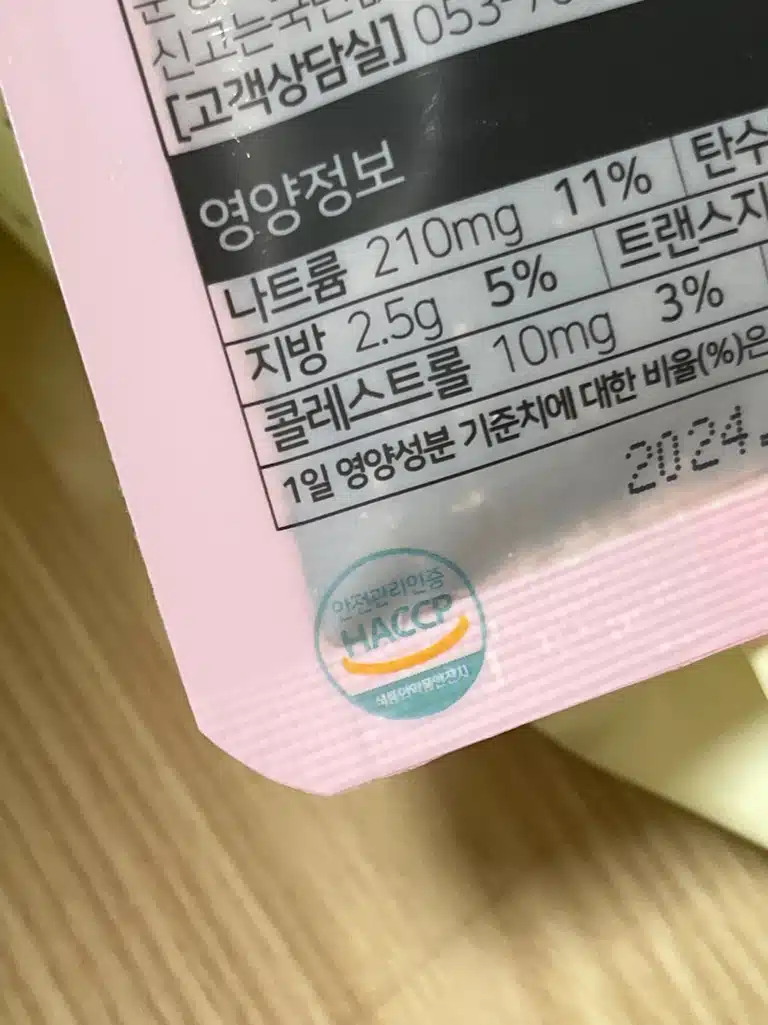 신고는국번없
[고객상담실] 053-7
영양정보
나트륨 210mg 11% 탄수
지방 2.5g 5% 트랜스지
콜레스트롤 10mg 3%
1일 영양성분 기준치에 대한 비율(%)은
2024.
안전관리인증
HACCP
식품의약품안전처